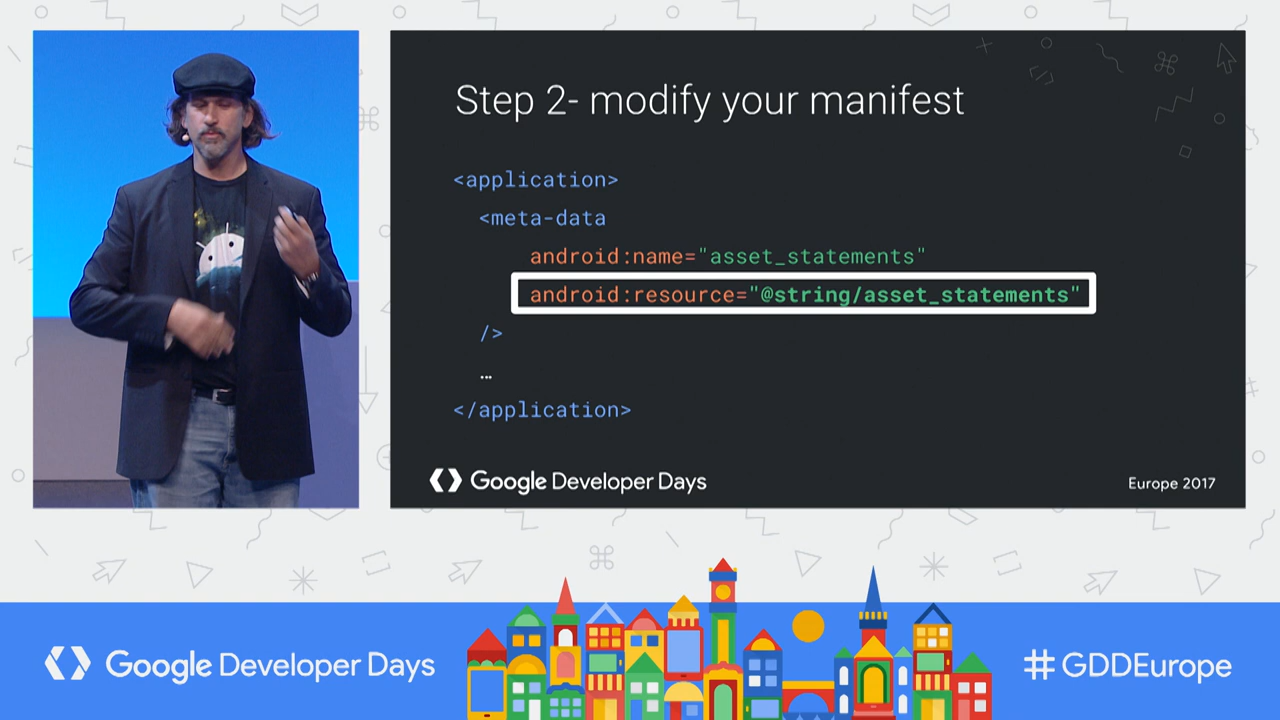 Step 2- modify your manifest
<application>
<meta-data
android:name="asset_statements"
android:resource="@string/asset_statements"
/>
…
</application>
Google Developer Days
Europe 2017
Google Developer Days
#GDDEurope